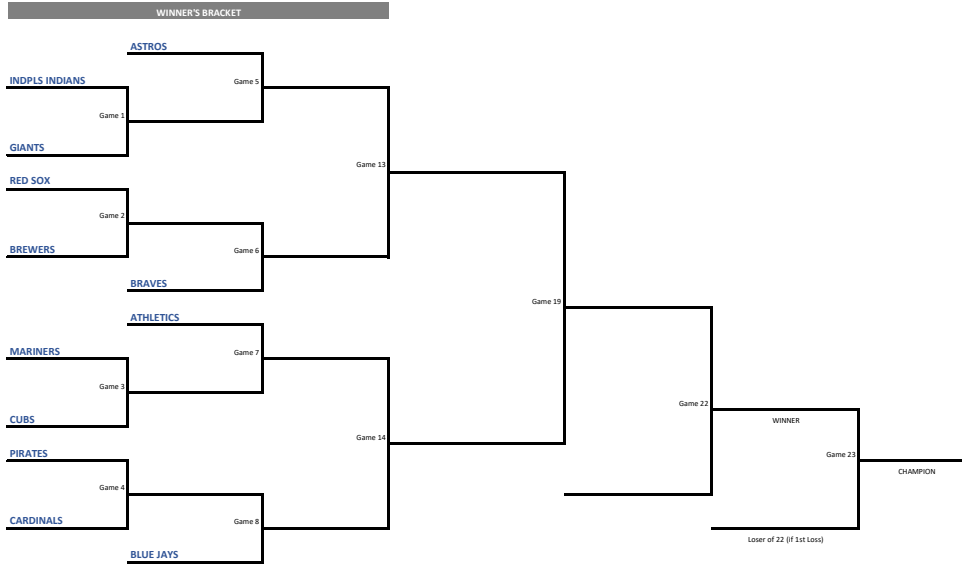 WINNER'S BRACKET
ASTROS
INDPLS INDIANS
Game 5
Game 1
GIANTS
Game 13
RED SOX
Game 2
BREWERS
Game 6
BRAVES
Game 19
ATHLETICS
MARINERS
Game 7
Game 3
Game 22
CUBS
WINNER
Game 14
PIRATES
Game 23
CHAMPION
Game 4
CARDINALS
Game 8
Loser of 22 (if 1st Loss)
BLUE JAYS